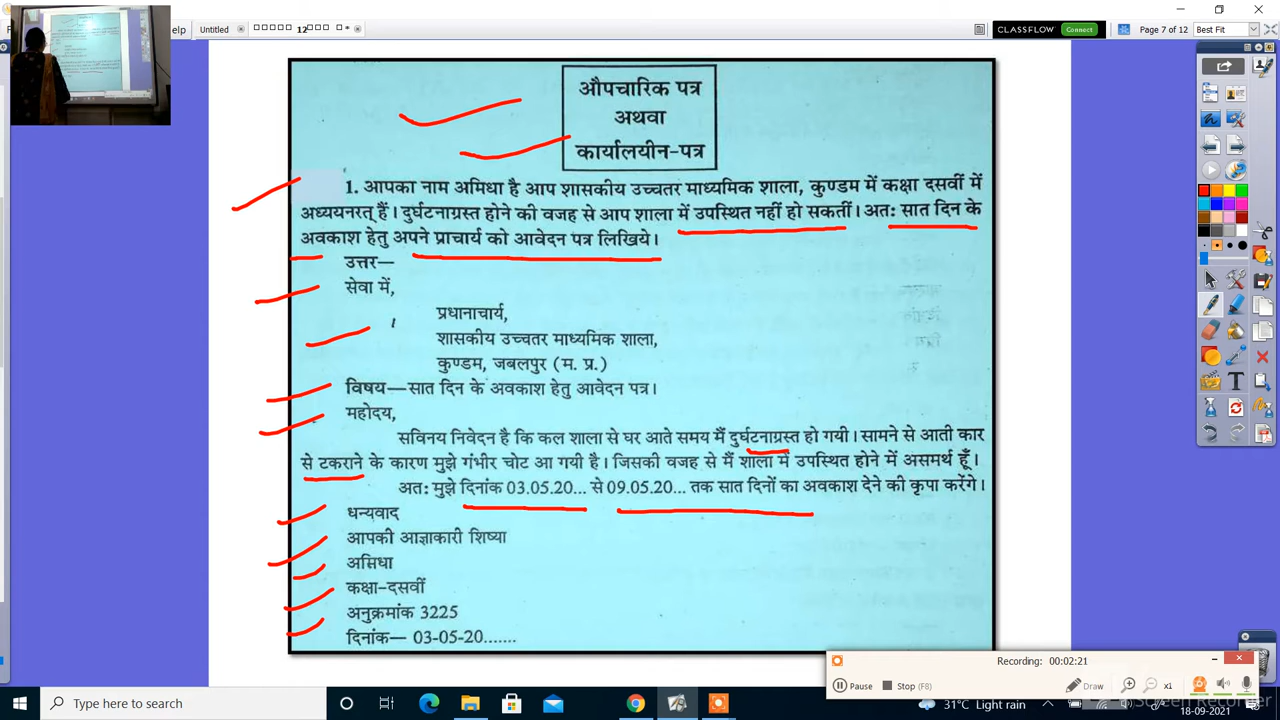 elp
Untitled
12
CLASSFLOW
Connect
Page 7 of 12
Best Fit
औपचारिक पत्र
अथवा
कार्यालयीन-पत्र
1. आपका नाम अमिधा है आप शासकीय उच्चतर माध्यमिक शाला, कुण्डम में कक्षा दसवीं में
अध्ययनरत् हैं। दुर्घटनाग्रस्त होने की वजह से आप शाला में उपस्थित नहीं हो सकतीं। अत: सात दिन के
अवकाश हेतु अपने प्राचार्य को आवेदन पत्र लिखिये।
उत्तर—
सेवा में,
प्रधानाचार्य,
शासकीय उच्चतर माध्यमिक शाला,
कुण्डम, जबलपुर (म. प्र.)
विषय—सात दिन के अवकाश हेतु आवेदन पत्र।
महोदय,
सविनय निवेदन है कि कल शाला से घर आते समय मैं दुर्घटनाग्रस्त हो गयी। सामने से आती कार
से टकराने के कारण मुझे गंभीर चोट आ गयी है। जिसकी वजह से मैं शाला में उपस्थित होने में असमर्थ हूँ।
अत: मुझे दिनांक 03.05.20... से 09.05.20... तक सात दिनों का अवकाश देने की कृपा करेंगे।
धन्यवाद
आपकी आज्ञाकारी शिष्या
अमिधा
कक्षा-दसवीं
अनुक्रमांक 3225
दिनांक— 03-05-20.......
Recording: 00:02:21
Pause
Stop (F8)
Draw
x1
Screen Recorder
Type here to search
31°C Light rain
18-09-2021